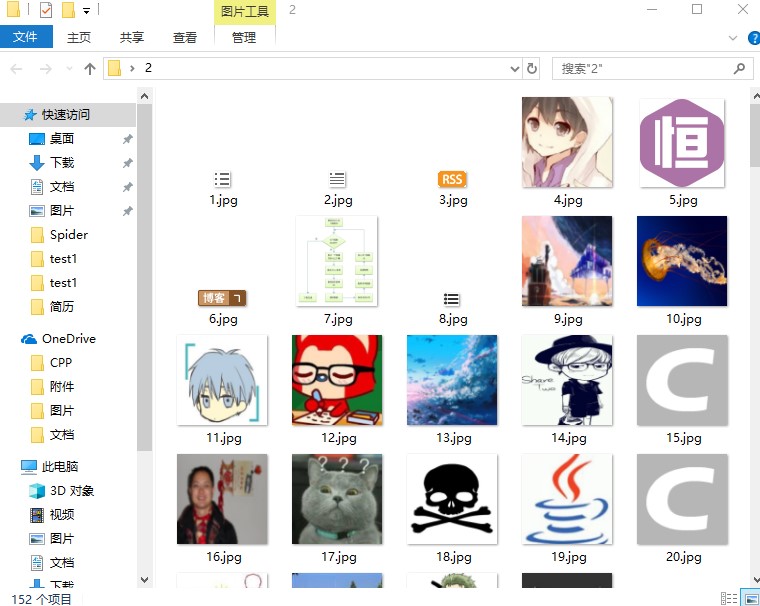 图片工具 2
文件 主页 共享 查看 管理
2 搜索"2"
快速访问
桌面
下载
文档
图片
Spider
test1
test1
简历
OneDrive
CPP
附件
图片
文档
此电脑
3D 对象
视频
图片
文档
下载
RSS
1.jpg 2.jpg 3.jpg 4.jpg 5.jpg
恒
博客 7
6.jpg 7.jpg 8.jpg 9.jpg 10.jpg
Share
Two
C
11.jpg 12.jpg 13.jpg 14.jpg 15.jpg
? ? ?
C
16.jpg 17.jpg 18.jpg 19.jpg 20.jpg
152 个项目